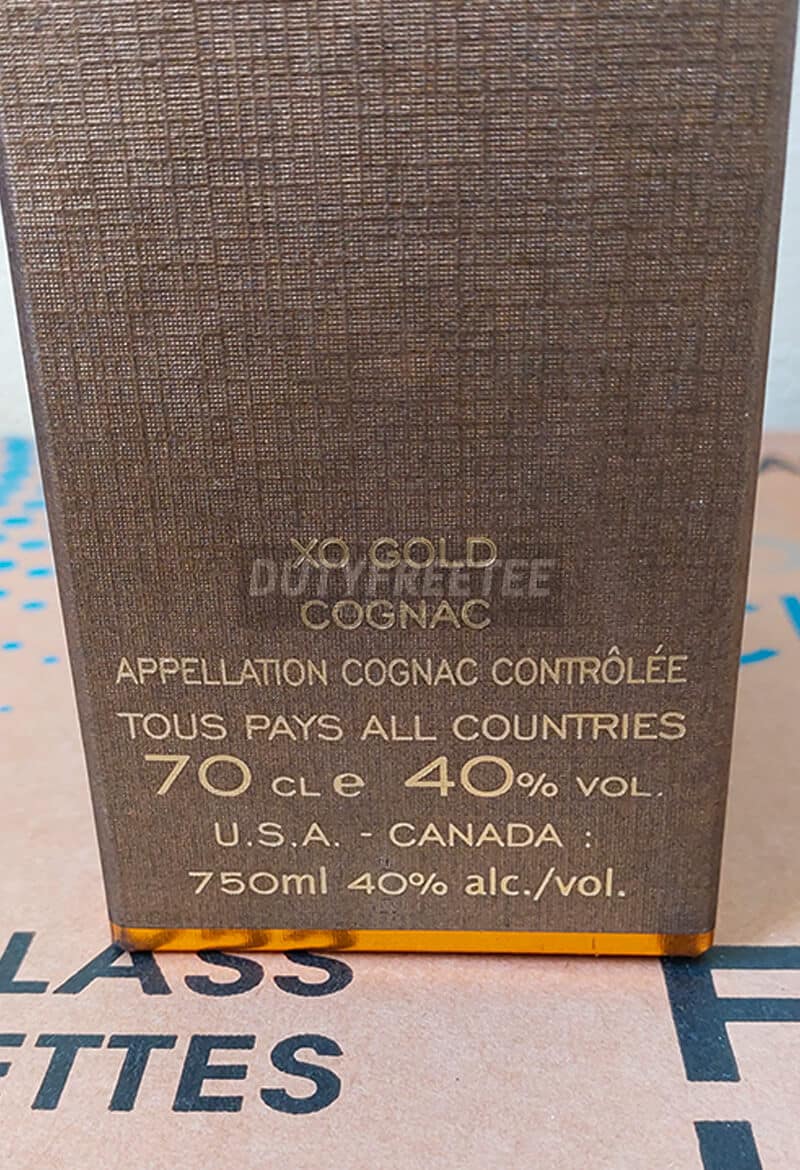 XO GOLD
DUTYFREETEE
COGNAC
APPELLATION COGNAC CONTRÔLÉE
TOUS PAYS ALL COUNTRIES
70 CL e 40% VOL.
U.S.A. - CANADA :
750ml 40% alc./vol.
LASS
ETTES